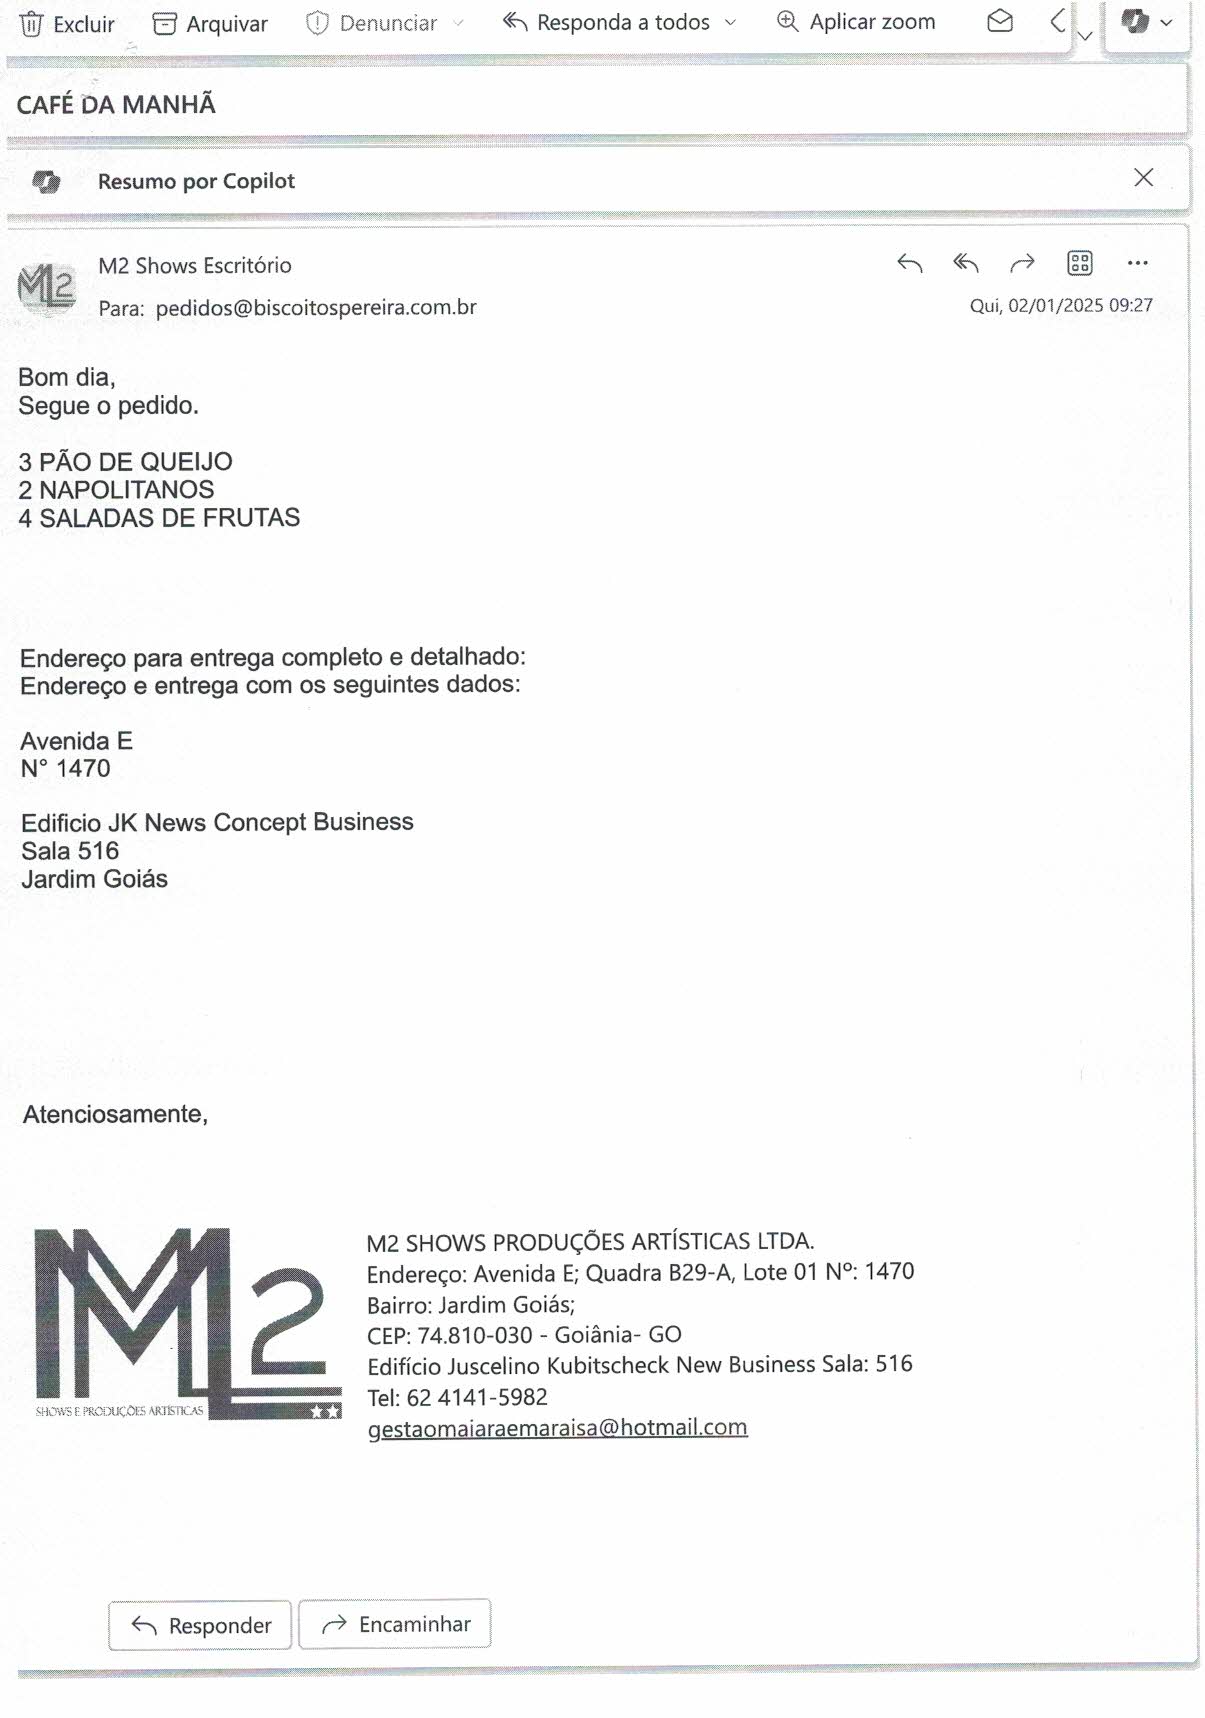 Excluir Arquivar Denunciar Responda a todos Aplicar zoom
CAFÉ DA MANHÃ
Resumo por Copilot
M2 Shows Escritório
Para: pedidos@biscoitospereira.com.br
Qui, 02/01/2025 09:27
Bom dia,
Segue o pedido.
3 PÃO DE QUEIJO
2 NAPOLITANOS
4 SALADAS DE FRUTAS
Endereço para entrega completo e detalhado:
Endereço e entrega com os seguintes dados:
Avenida E
N° 1470
Edificio JK News Concept Business
Sala 516
Jardim Goiás
Atenciosamente,
M2
SHOWS E PRODUÇÕES ARTÍSTICAS
M2 SHOWS PRODUÇÕES ARTÍSTICAS LTDA.
Endereço: Avenida E; Quadra B29-A, Lote 01 Nº: 1470
Bairro: Jardim Goiás;
CEP: 74.810-030 - Goiânia- GO
Edifício Juscelino Kubitscheck New Business Sala: 516
Tel: 62 4141-5982
gestaomaiaraemaraisa@hotmail.com
Responder Encaminhar